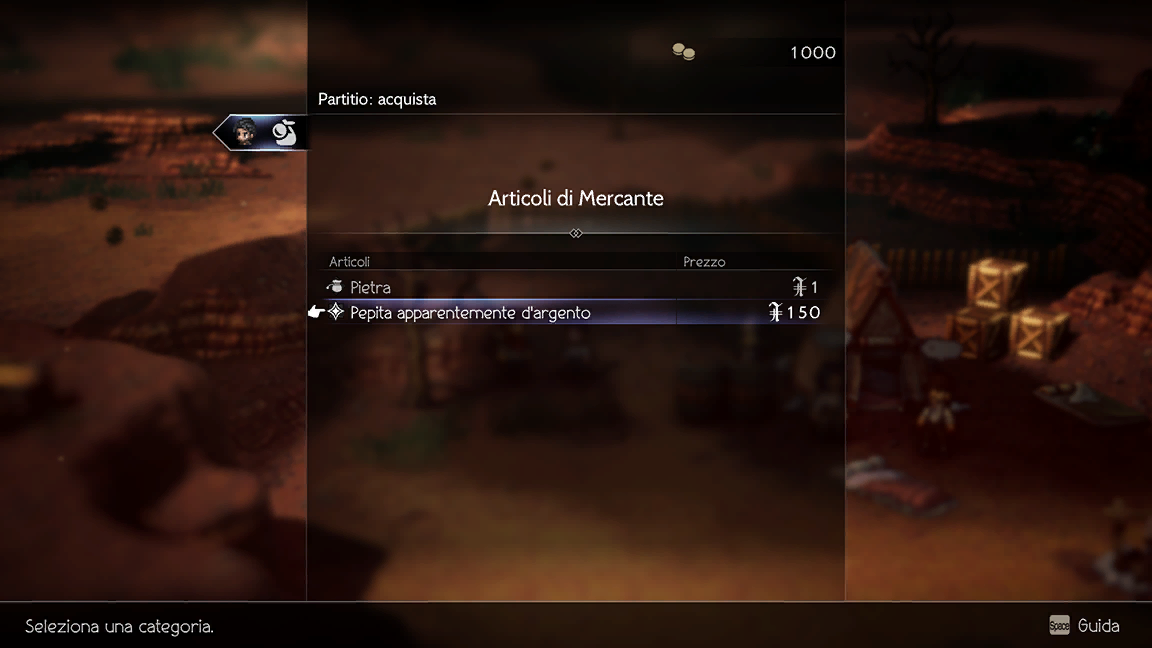 1000
Partitio: acquista
Articoli di Mercante
Articoli Prezzo
Pietra 1
Pepita apparentemente d'argento 150
Seleziona una categoria. Space Guida